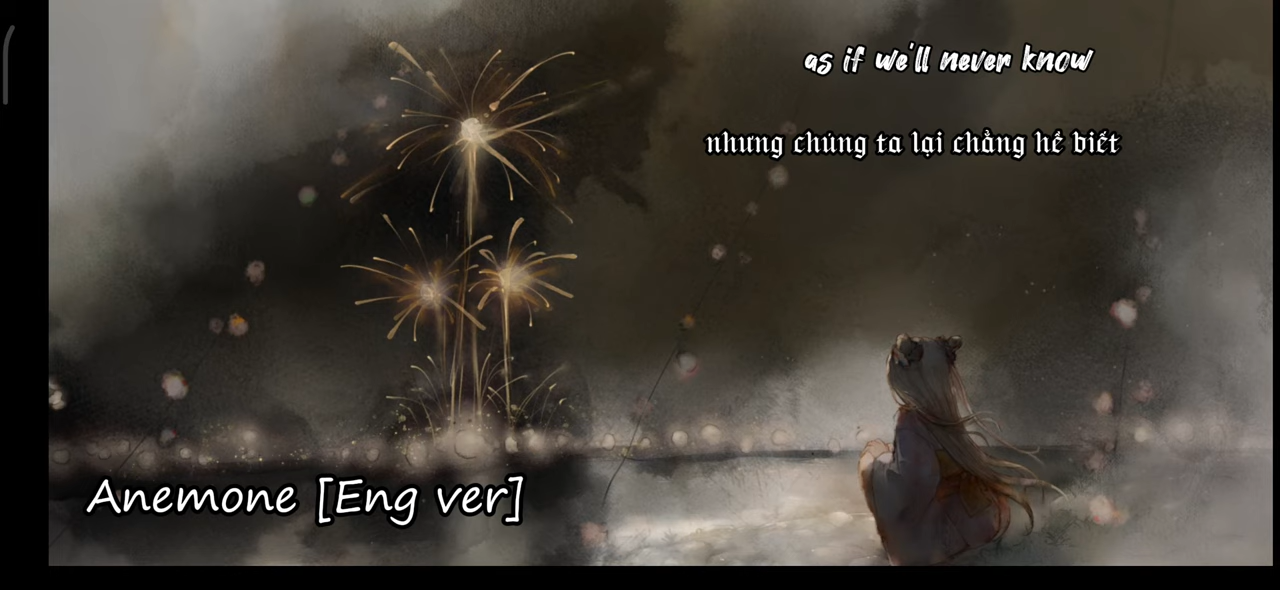 as if we'll never know
nhưng chúng ta lại chẳng hề biết
Anemone [Eng ver]